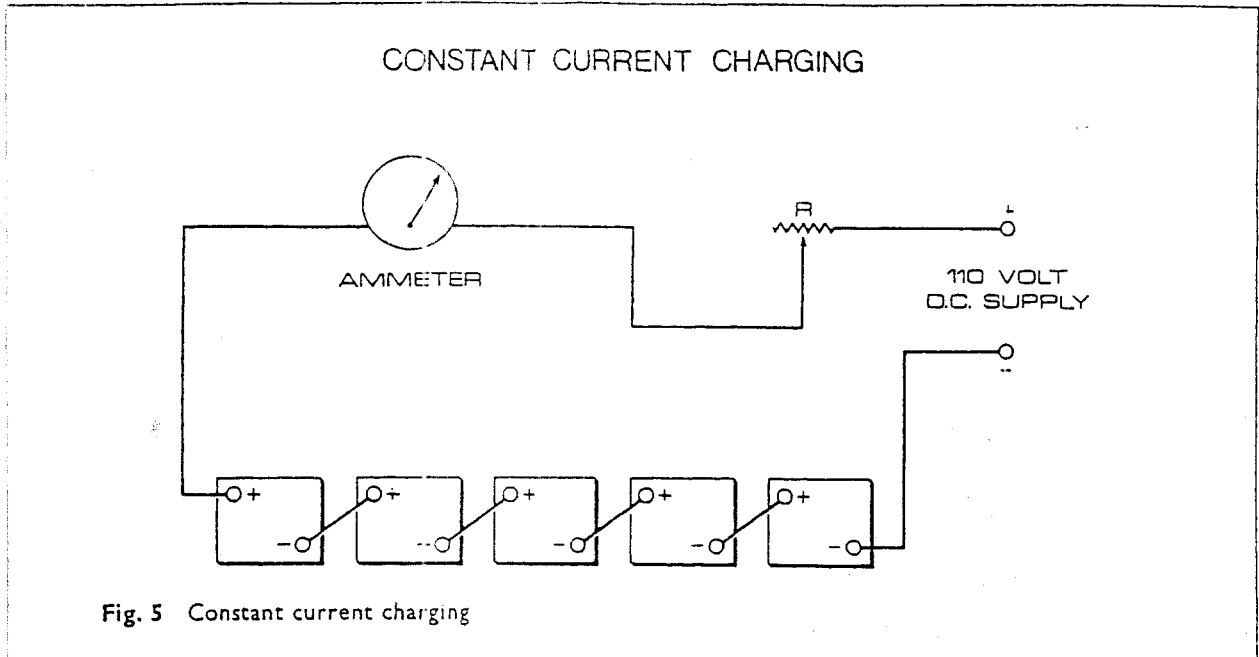 CONSTANT CURRENT CHARGING
R
+
AMMETER
110 VOLT
D.C. SUPPLY
-
+ + + + +
- - - - -
Fig. 5 Constant current charging